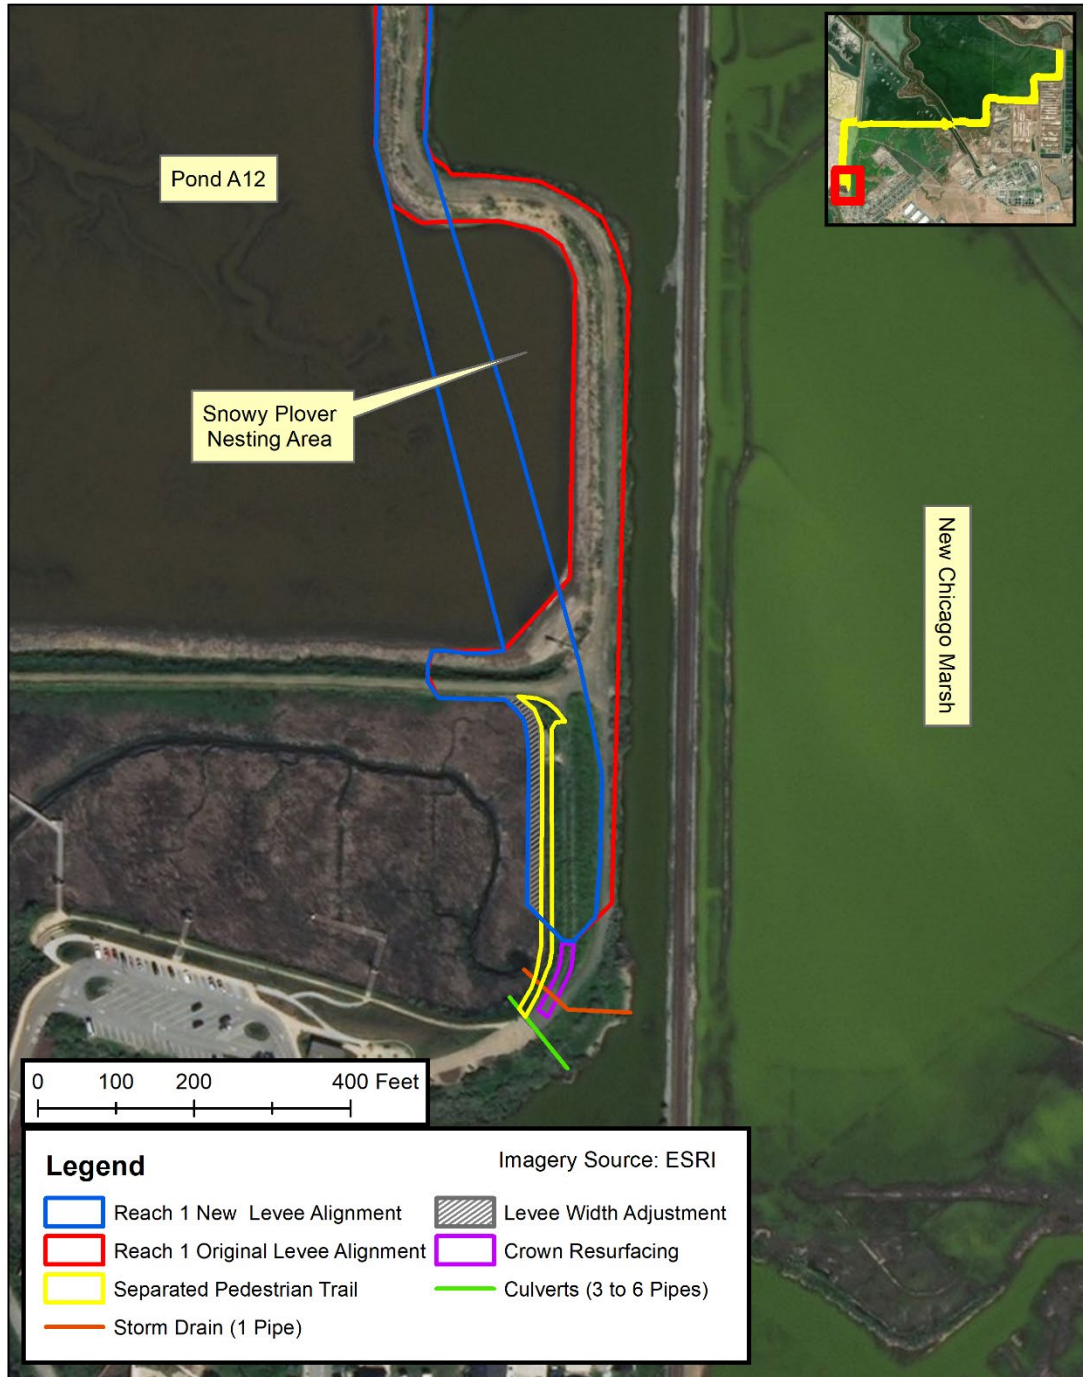 Pond A12
Snowy Plover
Nesting Area
New Chicago Marsh
0 100 200 400 Feet
Legend
Imagery Source: ESRI
Reach 1 New Levee Alignment
Levee Width Adjustment
Reach 1 Original Levee Alignment
Crown Resurfacing
Separated Pedestrian Trail
Culverts (3 to 6 Pipes)
Storm Drain (1 Pipe)